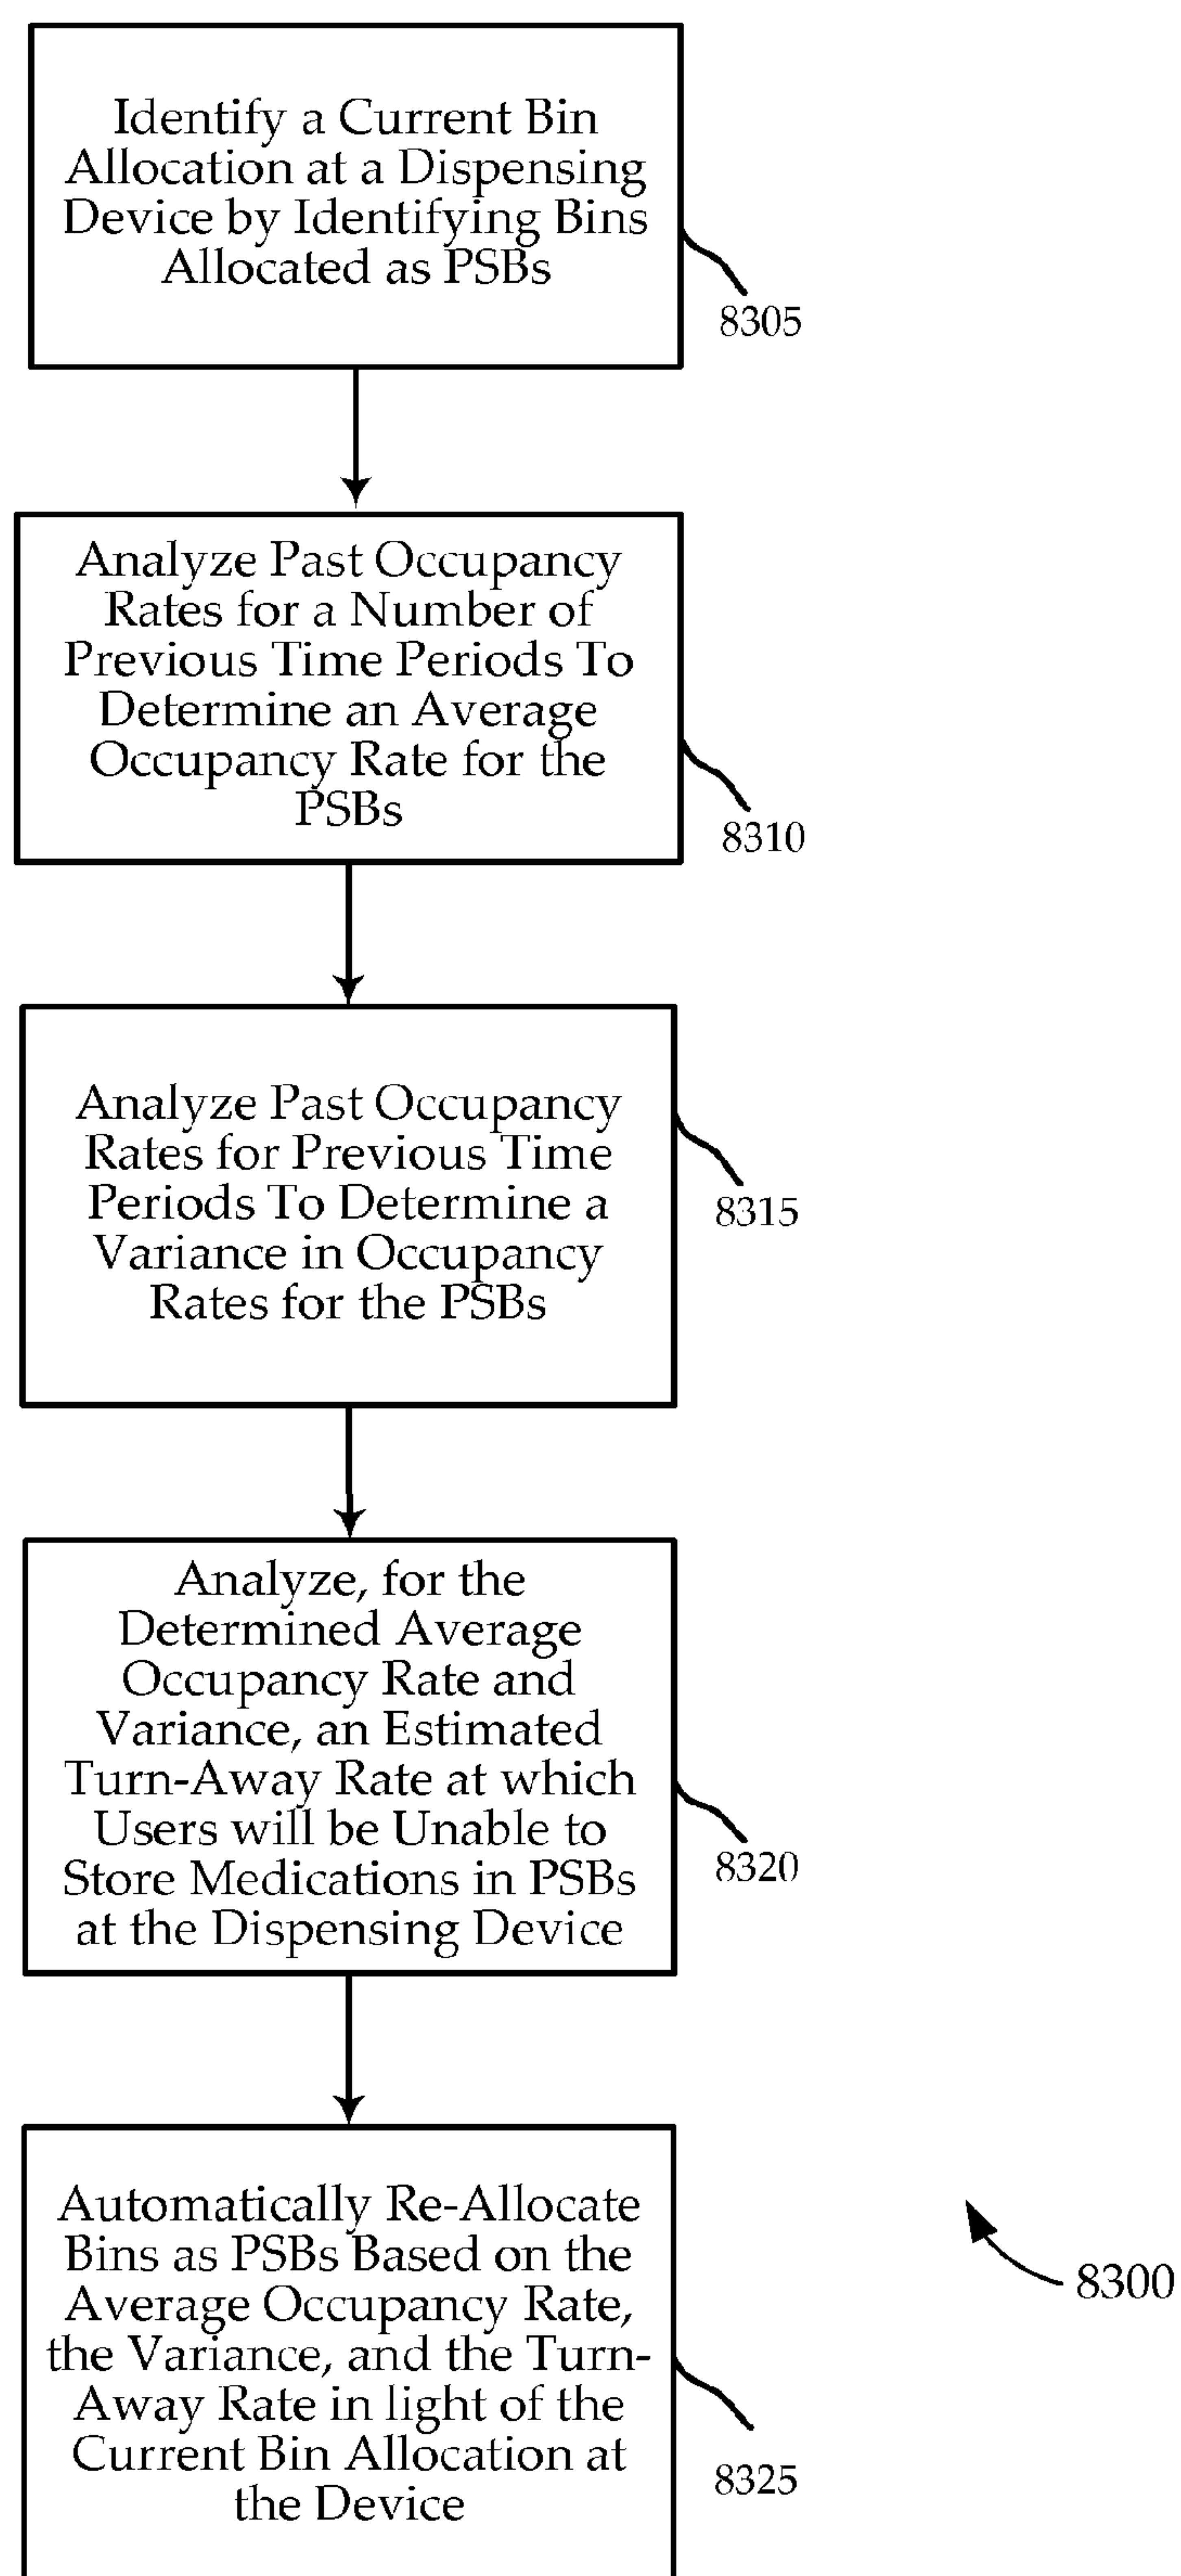 Identify a Current Bin
Allocation at a Dispensing
Device by Identifying Bins
Allocated as PSBs
8305
Analyze Past Occupancy
Rates for a Number of
Previous Time Periods To
Determine an Average
Occupancy Rate for the
PSBs
8310
Analyze Past Occupancy
Rates for Previous Time
Periods To Determine a
Variance in Occupancy
Rates for the PSBs
8315
Analyze, for the
Determined Average
Occupancy Rate and
Variance, an Estimated
Turn-Away Rate at which
Users will be Unable to
Store Medications in PSBs
at the Dispensing Device
8320
Automatically Re-Allocate
Bins as PSBs Based on the
Average Occupancy Rate,
the Variance, and the Turn-
Away Rate in light of the
Current Bin Allocation at
the Device
8325
8300